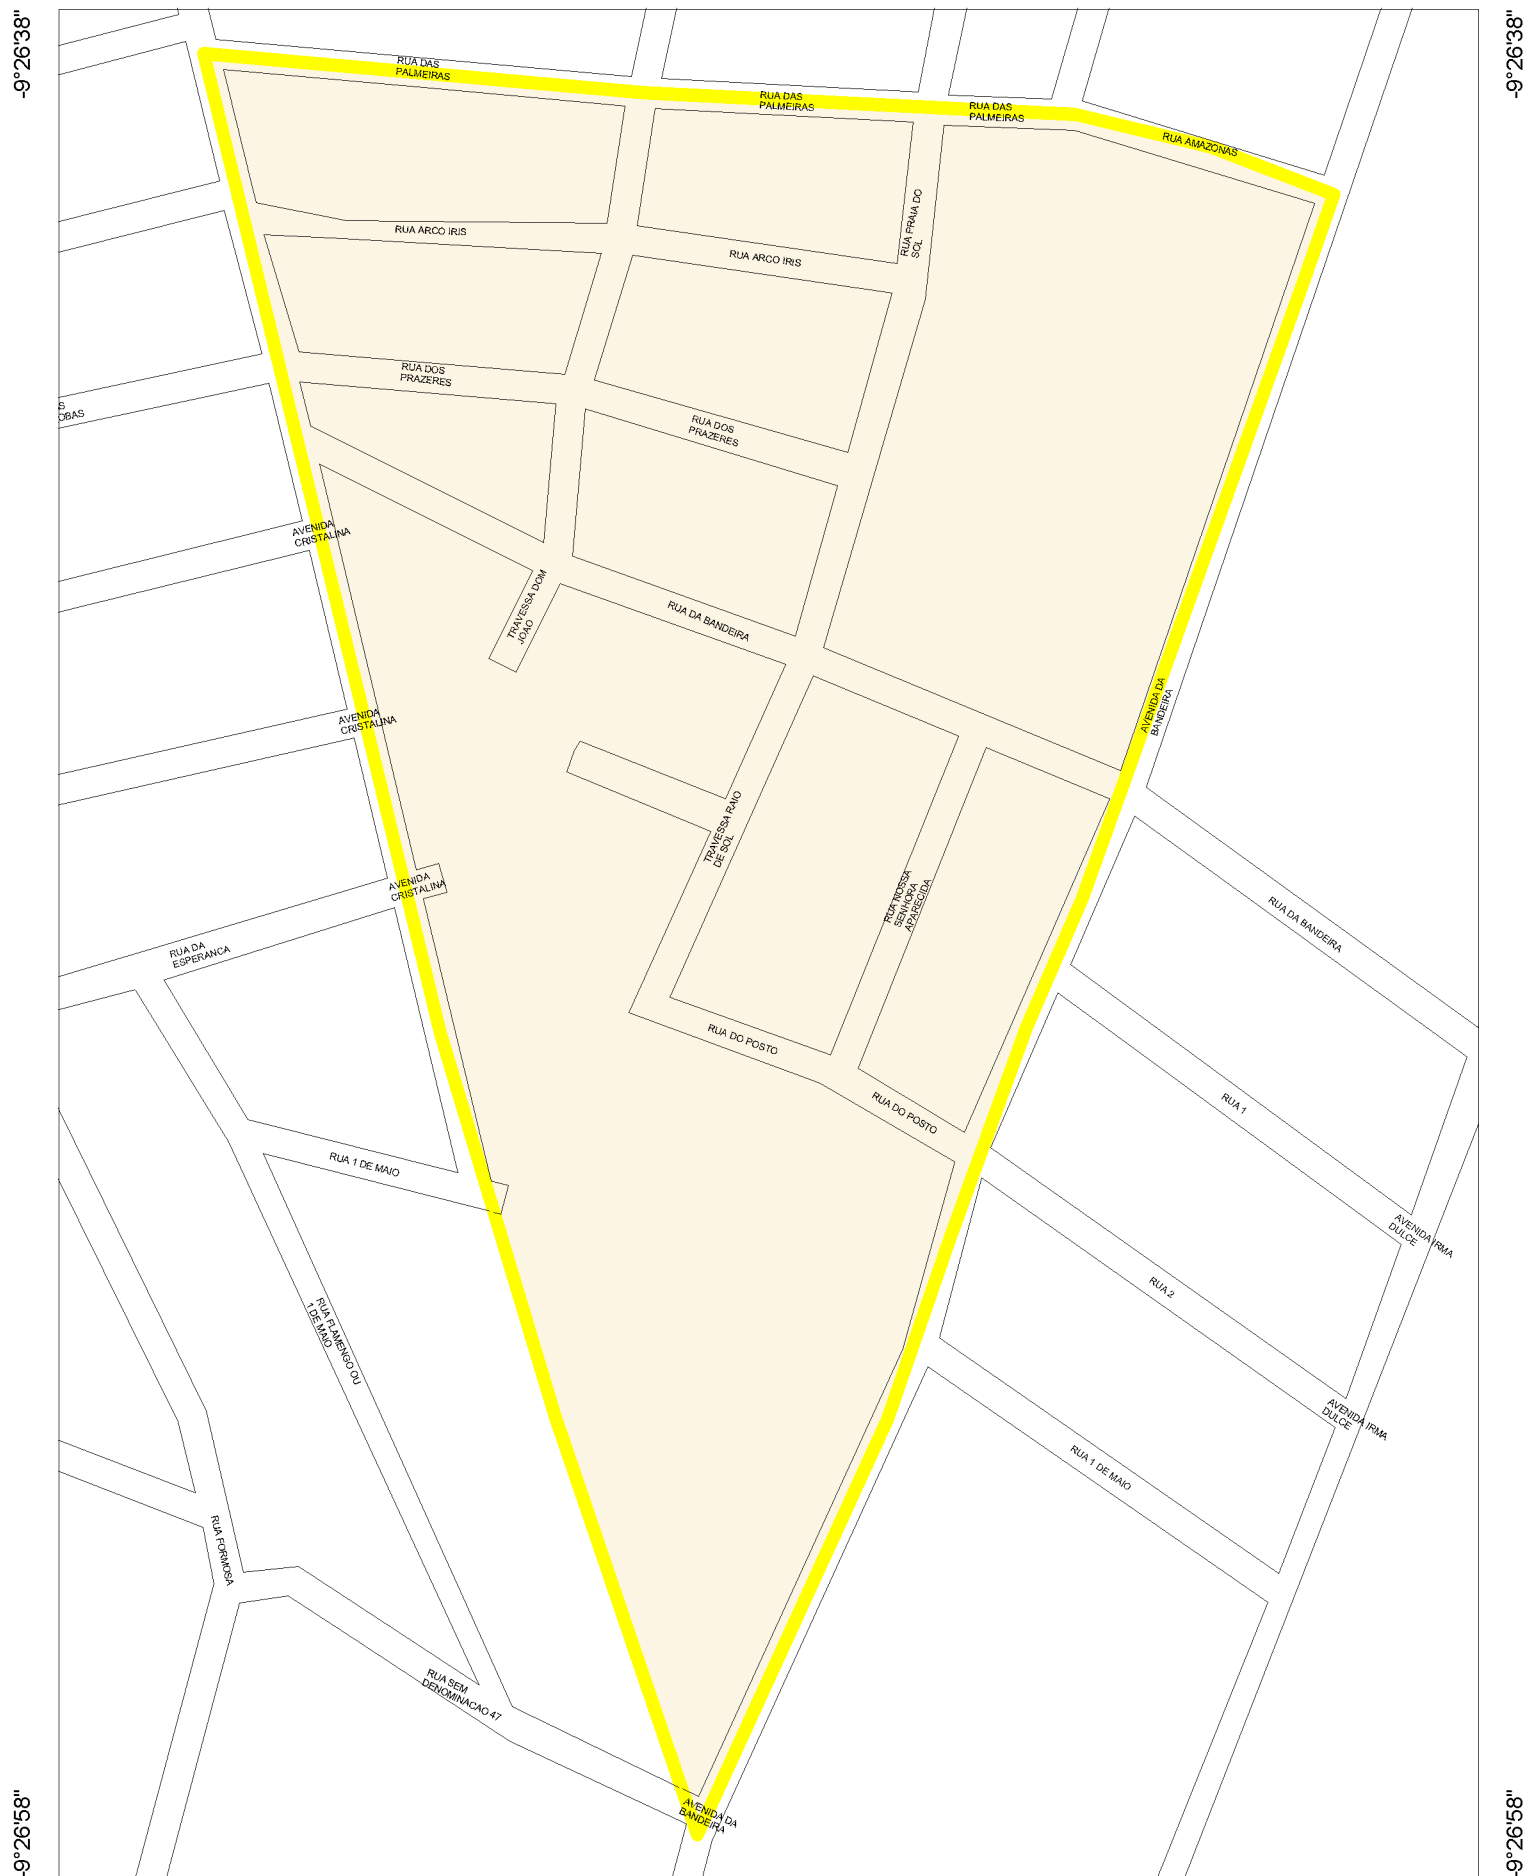 -9°26'38"
-9°26'38"
RUA DAS
PALMEIRAS
RUA DAS
PALMEIRAS
RUA DAS
PALMEIRAS
RUA AMAZONAS
RUA PRAIA DO
SOL
RUA ARCO IRIS
RUA ARCO IRIS
RUA DOS
PRAZERES
S
OBAS
RUA DOS
PRAZERES
AVENIDA
CRISTALINA
TRAVESSA DOM
JOAO
RUA DA BANDEIRA
AVENIDA DA
BANDEIRA
AVENIDA
CRISTALINA
TRAVESSA RAIO
DE SOL
AVENIDA
CRISTALINA
RUA NOSSA
SENHORA
APARECIDA
RUA DA BANDEIRA
RUA DA
ESPERANCA
RUA DO POSTO
RUA DO POSTO
RUA 1
RUA 1 DE MAIO
AVENIDA IRMA
DULCE
RUA 2
RUA FLAMENGO OU
1 DE MAIO
AVENIDA IRMA
DULCE
RUA 1 DE MAIO
RUA FORMOSA
RUA SEM
DENOMINACAO 47
AVENIDA DA
BANDEIRA
-9°26'58"
-9°26'58"